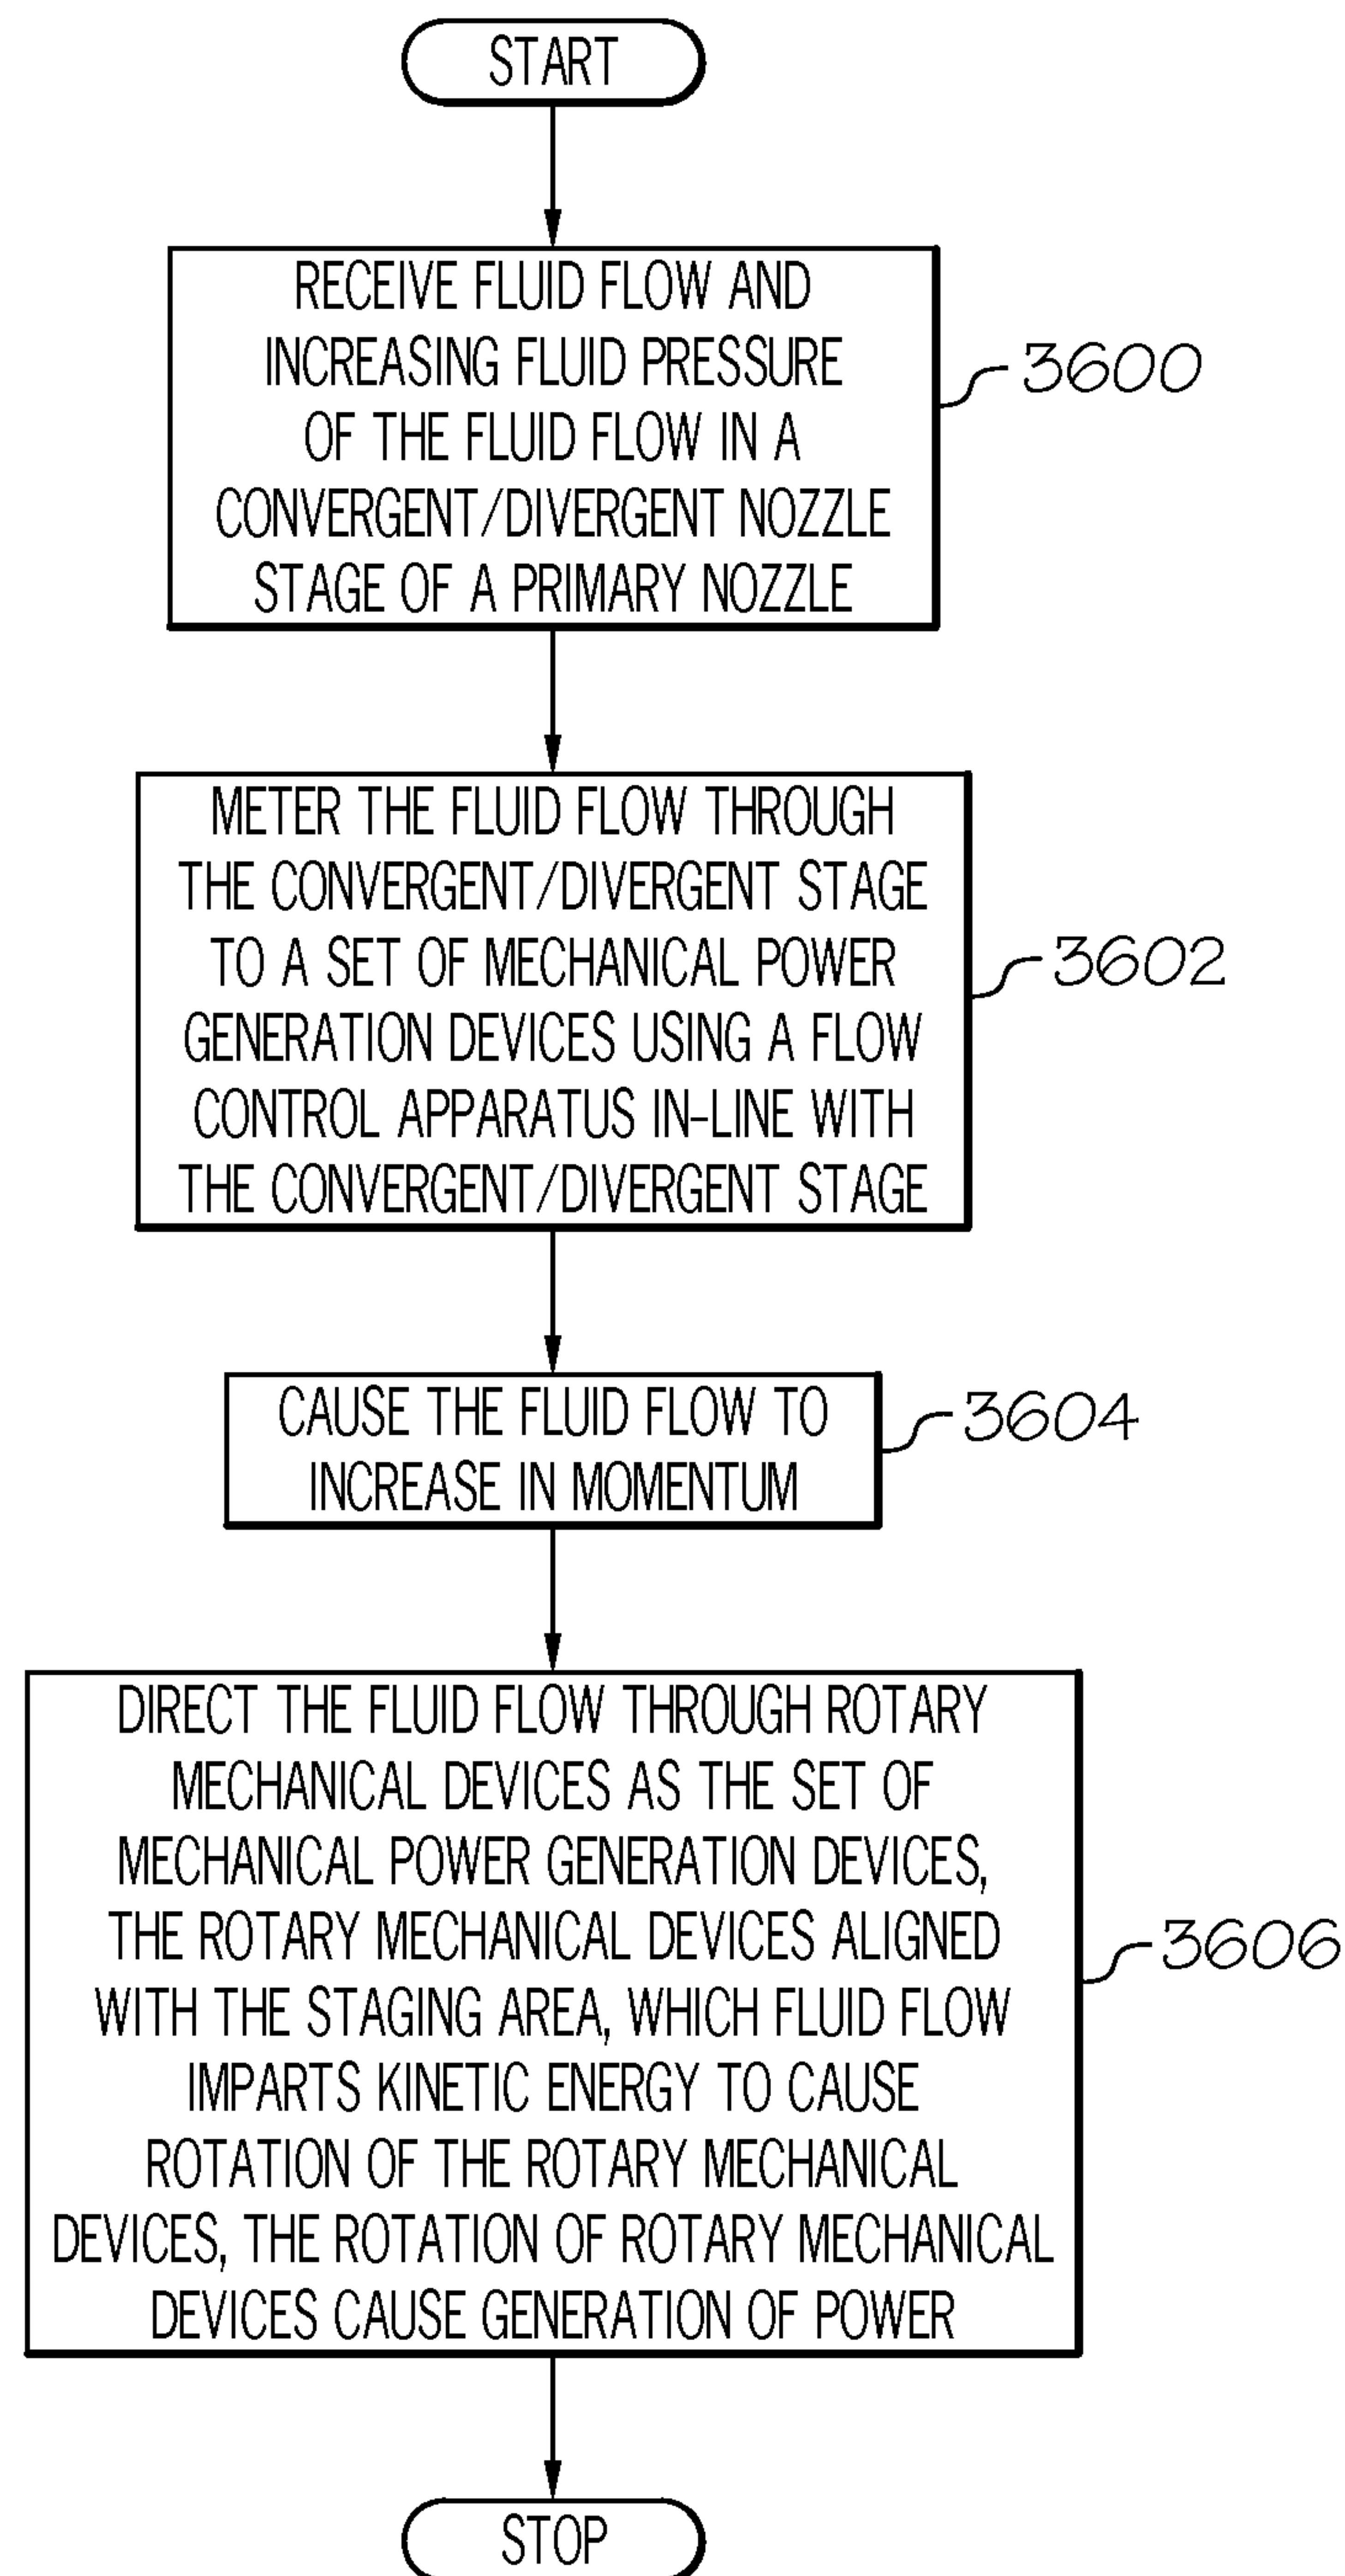 START
RECEIVE FLUID FLOW AND
INCREASING FLUID PRESSURE
OF THE FLUID FLOW IN A
CONVERGENT/DIVERGENT NOZZLE
STAGE OF A PRIMARY NOZZLE
3600
METER THE FLUID FLOW THROUGH
THE CONVERGENT/DIVERGENT STAGE
TO A SET OF MECHANICAL POWER
GENERATION DEVICES USING A FLOW
CONTROL APPARATUS IN-LINE WITH
THE CONVERGENT/DIVERGENT STAGE
3602
CAUSE THE FLUID FLOW TO
INCREASE IN MOMENTUM
3604
DIRECT THE FLUID FLOW THROUGH ROTARY
MECHANICAL DEVICES AS THE SET OF
MECHANICAL POWER GENERATION DEVICES,
THE ROTARY MECHANICAL DEVICES ALIGNED
WITH THE STAGING AREA, WHICH FLUID FLOW
IMPARTS KINETIC ENERGY TO CAUSE
ROTATION OF THE ROTARY MECHANICAL
DEVICES, THE ROTATION OF ROTARY MECHANICAL
DEVICES CAUSE GENERATION OF POWER
3606
STOP